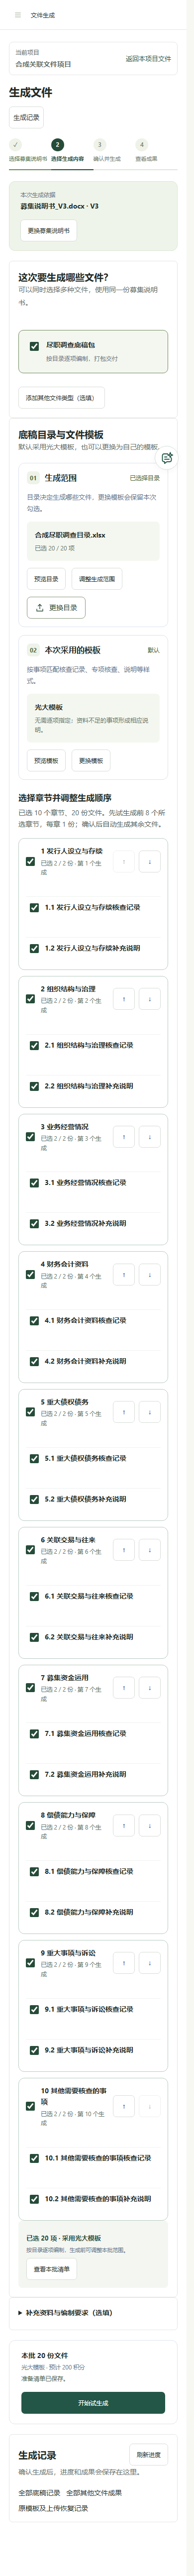 文件生成
当前项目
合成关联文件项目
返回本项目文件
生成文件
生成记录
✓
2
3
4
选择募集说明书
选择生成内容
确认并生成
查看成果
本次生成依据
募集说明书_V3.docx · V3
更换募集说明书
这次要生成哪些文件?
可以同时选择多种文件,使用同一份募集说明
书。
尽职调查底稿包
按目录逐项编制、打包交付
添加其他文件类型(选填)
底稿目录与文件模板
默认采用光大模板,也可以更换为自己的模板。
01 生成范围
已选择目录
目录决定生成哪些文件,更换模板会保留本次
勾选。
合成尽职调查目录.xlsx
已选 20 / 20 项
预览目录
调整生成范围
更换目录
02 本次采用的模板
默认
按事项匹配核查记录、专项核查、说明等样
式。
光大模板
无需逐项指定;资料不足的事项形成相应说
明。
预览模板
更换模板
选择章节并调整生成顺序
已选 10 个章节、20 份文件。先试生成前 8 个所
选章节,每章 1 份;确认后自动生成其余文件。
1 发行人设立与存续
已选 2 / 2 份 · 第 1 个生
成
↑
↓
1.1 发行人设立与存续核查记录
1.2 发行人设立与存续补充说明
2 组织结构与治理
已选 2 / 2 份 · 第 2 个生
成
↑
↓
2.1 组织结构与治理核查记录
2.2 组织结构与治理补充说明
3 业务经营情况
已选 2 / 2 份 · 第 3 个生
成
↑
↓
3.1 业务经营情况核查记录
3.2 业务经营情况补充说明
4 财务会计资料
已选 2 / 2 份 · 第 4 个生
成
↑
↓
4.1 财务会计资料核查记录
4.2 财务会计资料补充说明
5 重大债权债务
已选 2 / 2 份 · 第 5 个生
成
↑
↓
5.1 重大债权债务核查记录
5.2 重大债权债务补充说明
6 关联交易与往来
已选 2 / 2 份 · 第 6 个生
成
↑
↓
6.1 关联交易与往来核查记录
6.2 关联交易与往来补充说明
7 募集资金运用
已选 2 / 2 份 · 第 7 个生
成
↑
↓
7.1 募集资金运用核查记录
7.2 募集资金运用补充说明
8 偿债能力与保障
已选 2 / 2 份 · 第 8 个生
成
↑
↓
8.1 偿债能力与保障核查记录
8.2 偿债能力与保障补充说明
9 重大事项与诉讼
已选 2 / 2 份 · 第 9 个生
成
↑
↓
9.1 重大事项与诉讼核查记录
9.2 重大事项与诉讼补充说明
10 其他需要核查的事
项
已选 2 / 2 份 · 第 10 个生
成
↑
↓
10.1 其他需要核查的事项核查记录
10.2 其他需要核查的事项补充说明
已选 20 项 · 采用光大模板
按目录逐项编制,生成前可调整本批范围。
查看本批清单
▶ 补充资料与编制要求(选填)
本批 20 份文件
光大模板 · 预计 200 积分
准备清单已保存。
开始试生成
生成记录
刷新进度
确认生成后,进度和成果会保存在这里。
全部底稿记录 全部其他文件成果
原模板及上传恢复记录